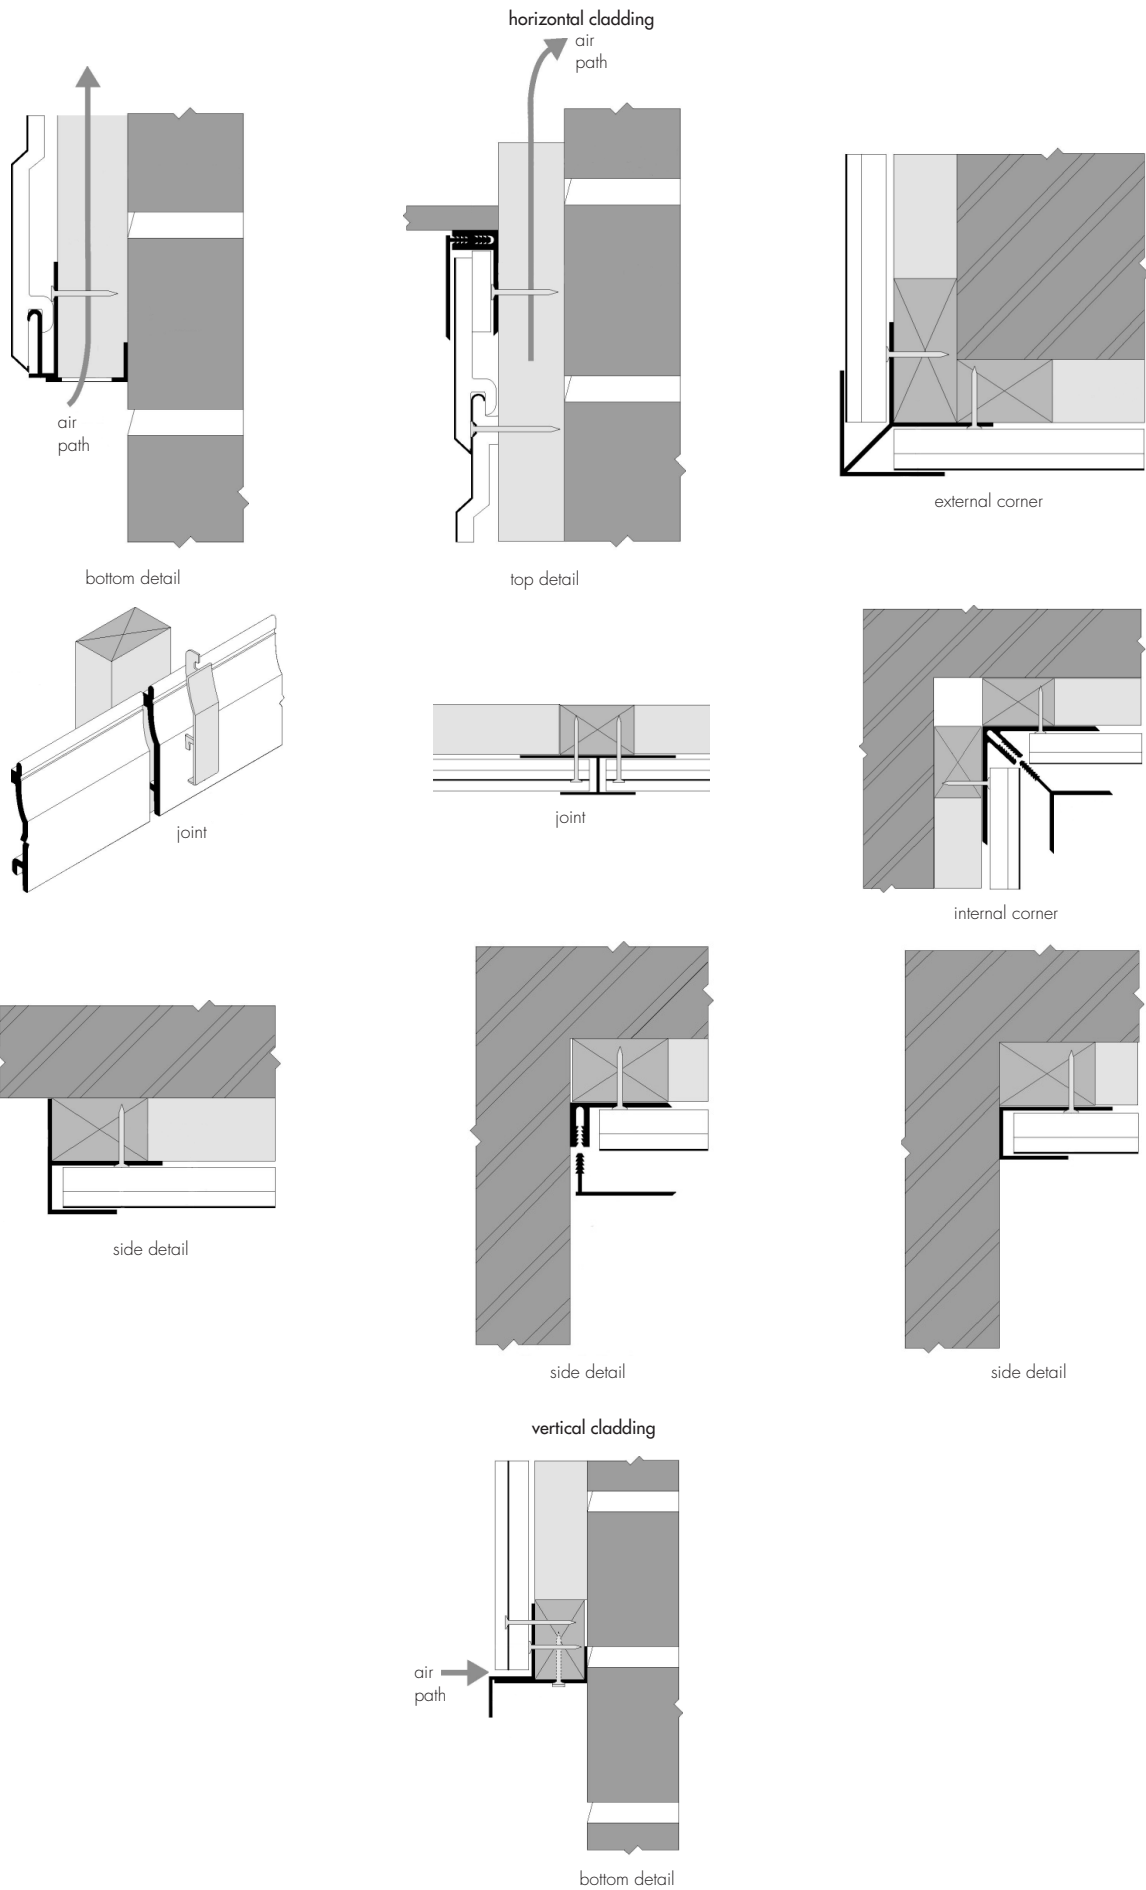 horizontal cladding
air
path
air
path
external corner
bottom detail
top detail
joint
joint
internal corner
side detail
side detail
side detail
vertical cladding
air
path
bottom detail